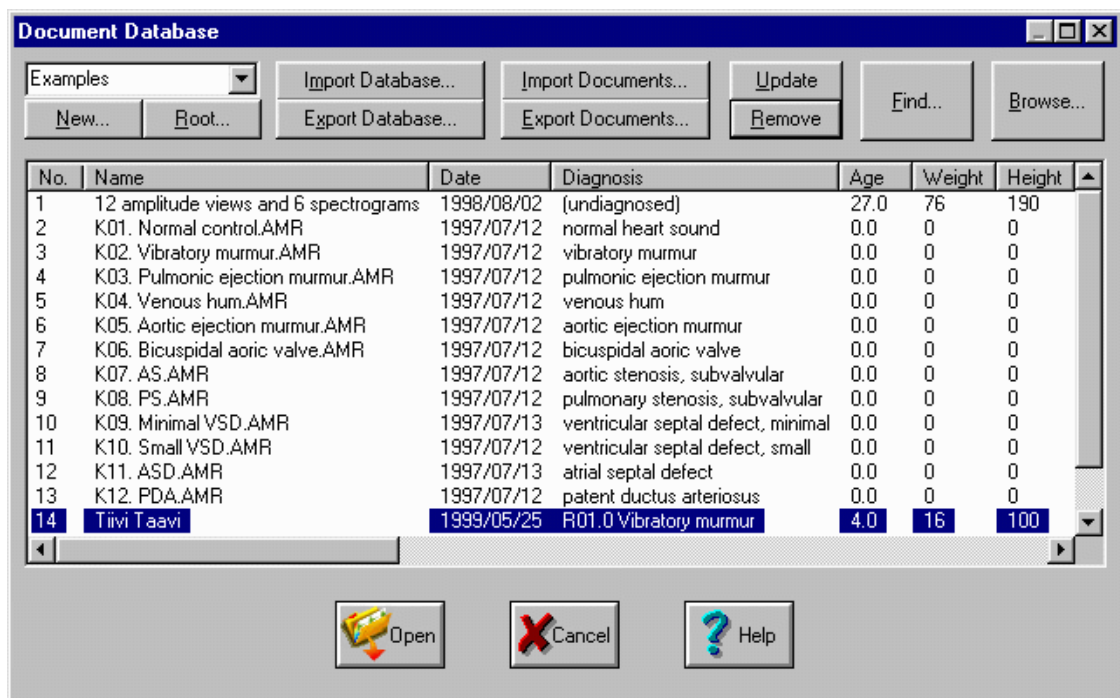 Document Database
Examples
Import Database... Import Documents... Update Find... Browse...
New... Root... Export Database... Export Documents... Remove
No. Name Date Diagnosis Age Weight Height
1 12 amplitude views and 6 spectrograms 1998/08/02 (undiagnosed) 27.0 76 190
2 K01. Normal control.AMR 1997/07/12 normal heart sound 0.0 0 0
3 K02. Vibratory murmur.AMR 1997/07/12 vibratory murmur 0.0 0 0
4 K03. Pulmonic ejection murmur.AMR 1997/07/12 pulmonic ejection murmur 0.0 0 0
5 K04. Venous hum.AMR 1997/07/12 venous hum 0.0 0 0
6 K05. Aortic ejection murmur.AMR 1997/07/12 aortic ejection murmur 0.0 0 0
7 K06. Bicuspidal aoric valve.AMR 1997/07/12 bicuspidal aoric valve 0.0 0 0
8 K07. AS.AMR 1997/07/12 aortic stenosis, subvalvular 0.0 0 0
9 K08. PS.AMR 1997/07/12 pulmonary stenosis, subvalvular 0.0 0 0
10 K09. Minimal VSD.AMR 1997/07/13 ventricular septal defect, minimal 0.0 0 0
11 K10. Small VSD.AMR 1997/07/12 ventricular septal defect, small 0.0 0 0
12 K11. ASD.AMR 1997/07/13 atrial septal defect 0.0 0 0
13 K12. PDA.AMR 1997/07/12 patent ductus arteriosus 0.0 0 0
14 Tiivi Taavi 1999/05/25 R01.0 Vibratory murmur 4.0 16 100
Open Cancel Help